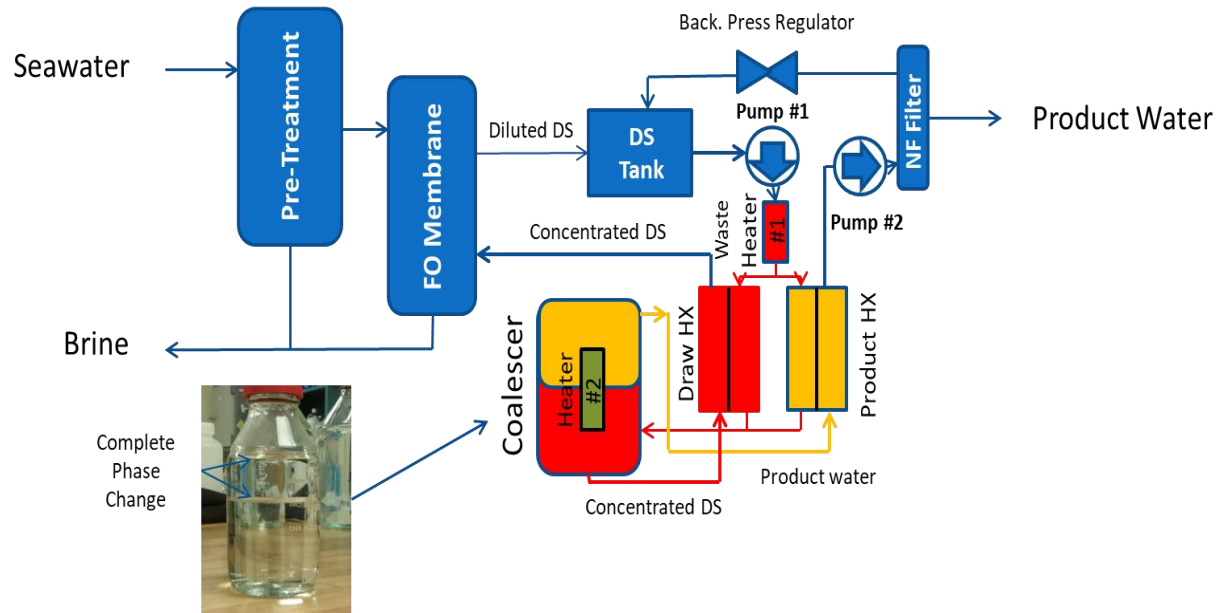 Back. Press Regulator
Seawater
Pre-Treatment
FO Membrane
Diluted DS
DS
Tank
Pump #1
NF Filter
Product Water
Pump #2
Waste
Heater
#1
Concentrated DS
Brine
Coalescer
Heater
#2
Draw HX
Product HX
Complete
Phase
Change
Product water
Concentrated DS